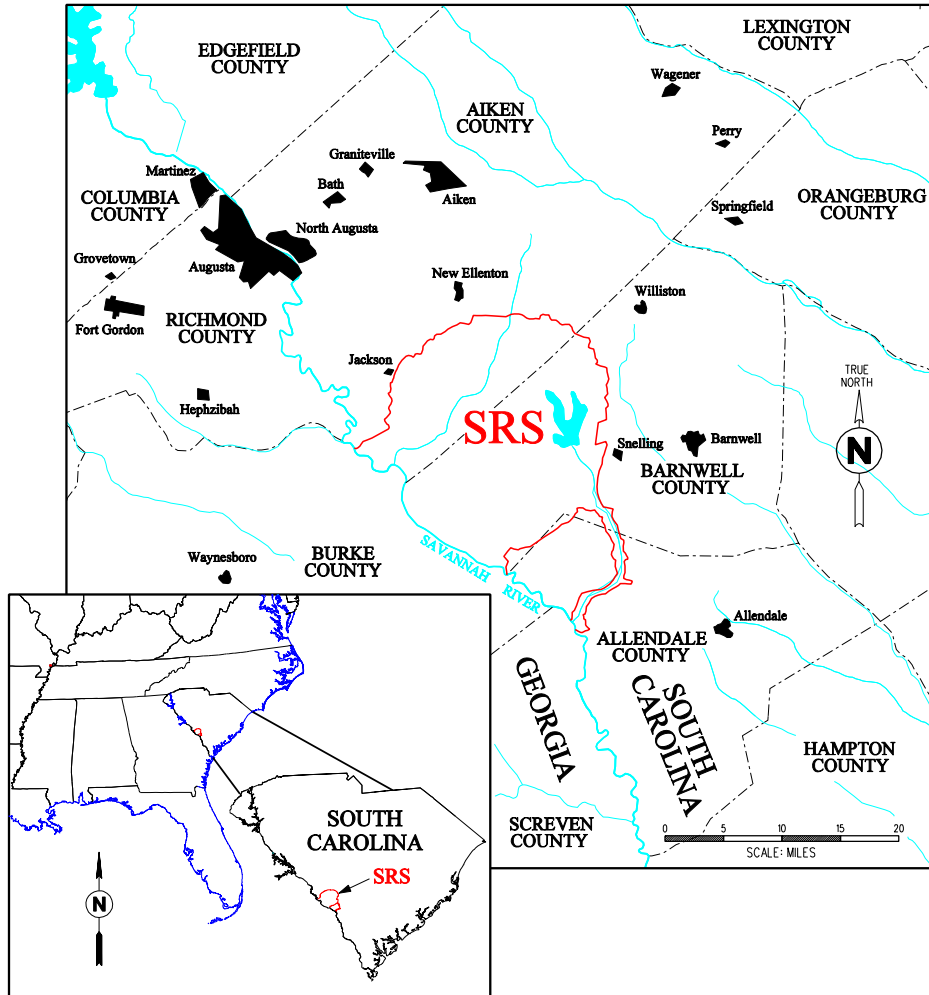 LEXINGTON
COUNTY
EDGEFIELD
COUNTY
Wagener
AIKEN
COUNTY
Perry
Graniteville
Martinez
Bath
Aiken
COLUMBIA
COUNTY
ORANGEBURG
COUNTY
Springfield
North Augusta
Grovetown
Augusta
New Ellenton
Williston
Fort Gordon
RICHMOND
COUNTY
Jackson
TRUE
NORTH
Hephzibah
SRS
N
Snelling
Barnwell
BARNWELL
COUNTY
SAVANNAH RIVER
Waynesboro
BURKE
COUNTY
Allendale
ALLENDALE
COUNTY
GEORGIA
SOUTH
CAROLINA
HAMPTON
COUNTY
SCREVEN
COUNTY
0 5 10 15 20
SCALE: MILES
SOUTH
CAROLINA
SRS
N